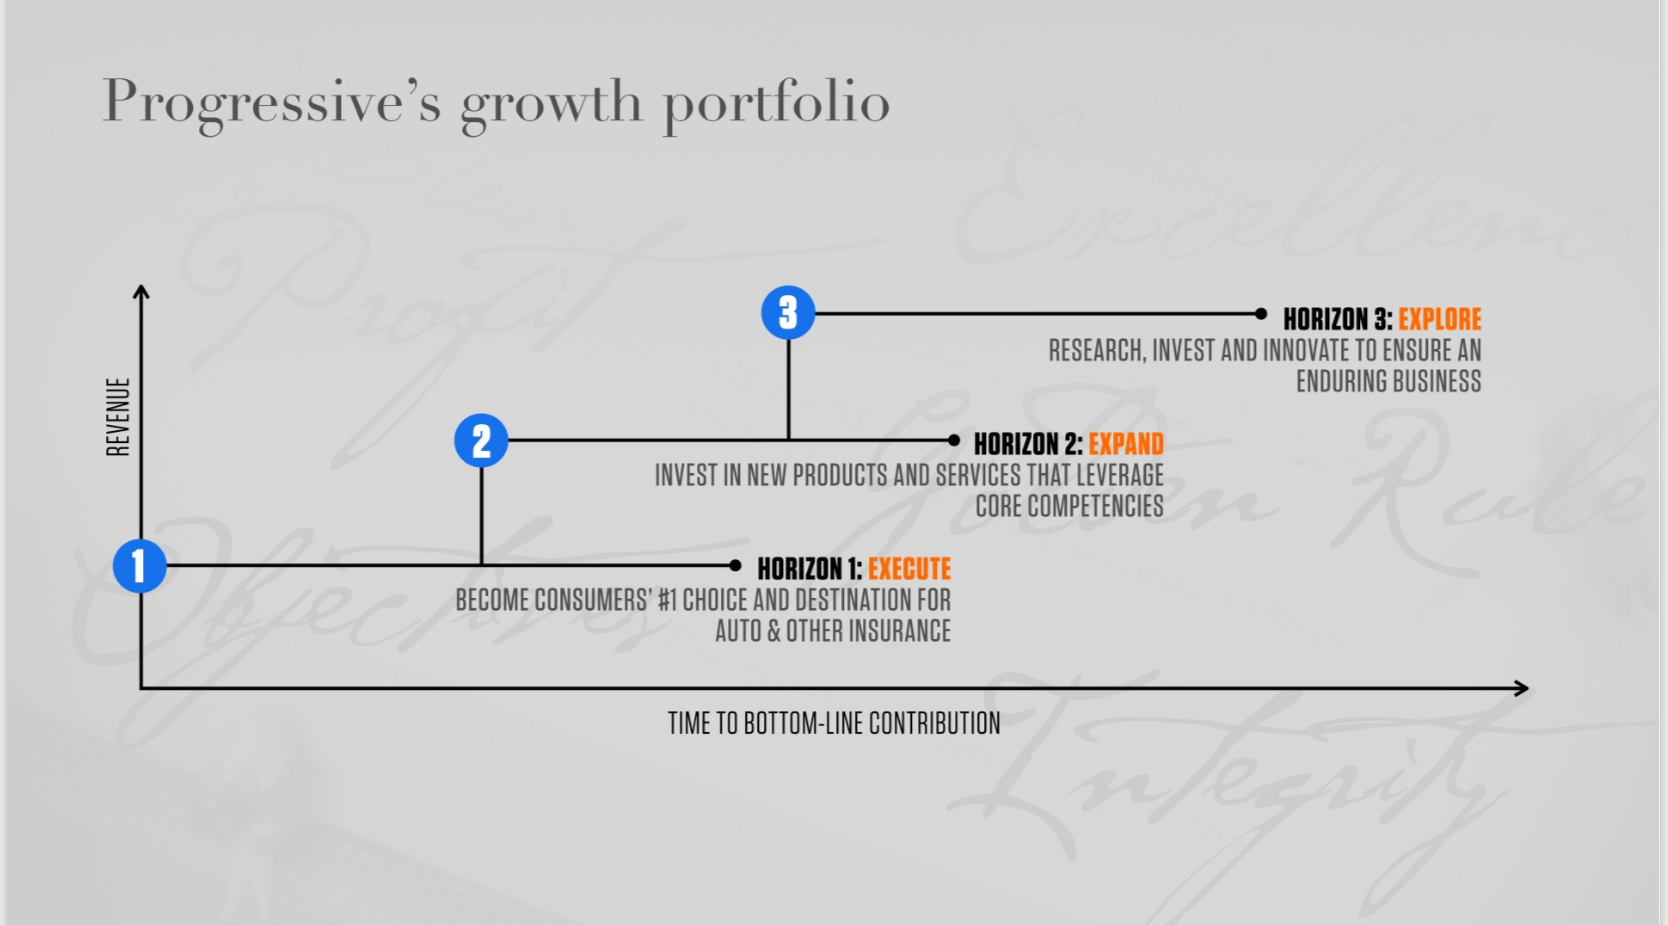 Progressive’s growth portfolio
REVENUE
3
HORIZON 3: EXPLORE
RESEARCH, INVEST AND INNOVATE TO ENSURE AN
ENDURING BUSINESS
2
HORIZON 2: EXPAND
INVEST IN NEW PRODUCTS AND SERVICES THAT LEVERAGE
CORE COMPETENCIES
1
HORIZON 1: EXECUTE
BECOME CONSUMERS’ #1 CHOICE AND DESTINATION FOR
AUTO & OTHER INSURANCE
TIME TO BOTTOM-LINE CONTRIBUTION
Profit
Excellence
Golden Rule
Objectives
Integrity